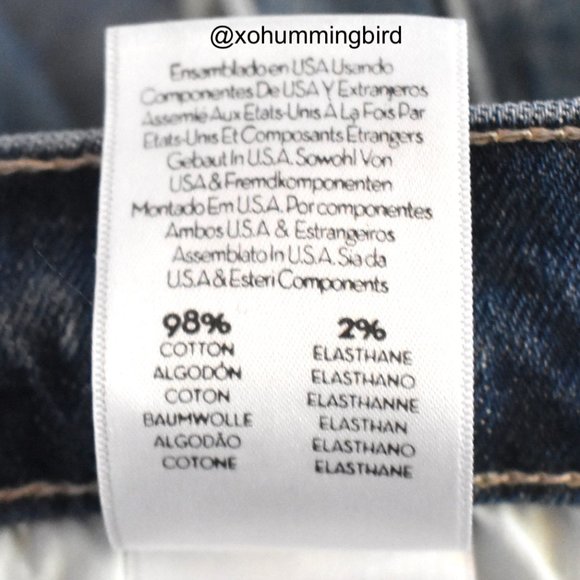 @xohummingbird
Ensamblado en USA Usando
Componentes De USA Y Extranjeros
Assemlé Aux Etats-Unis À La Fois Par
Etats-Unis Et Composants Etrangers
Gebaut In U.S.A. Sowohl Von
USA & Fremdkomponenten
Montado Em U.S.A. Por componentes
Ambos U.S.A & Estrangeiros
Assemblato In U.S.A. Sia da
U.S.A & Esteri Components
98% 2%
COTTON ELASTHANE
ALGODÓN ELASTHANO
COTON ELASTHANNE
BAUMWOLLE ELASTHAN
ALGODÃO ELASTHANO
COTONE ELASTHANE